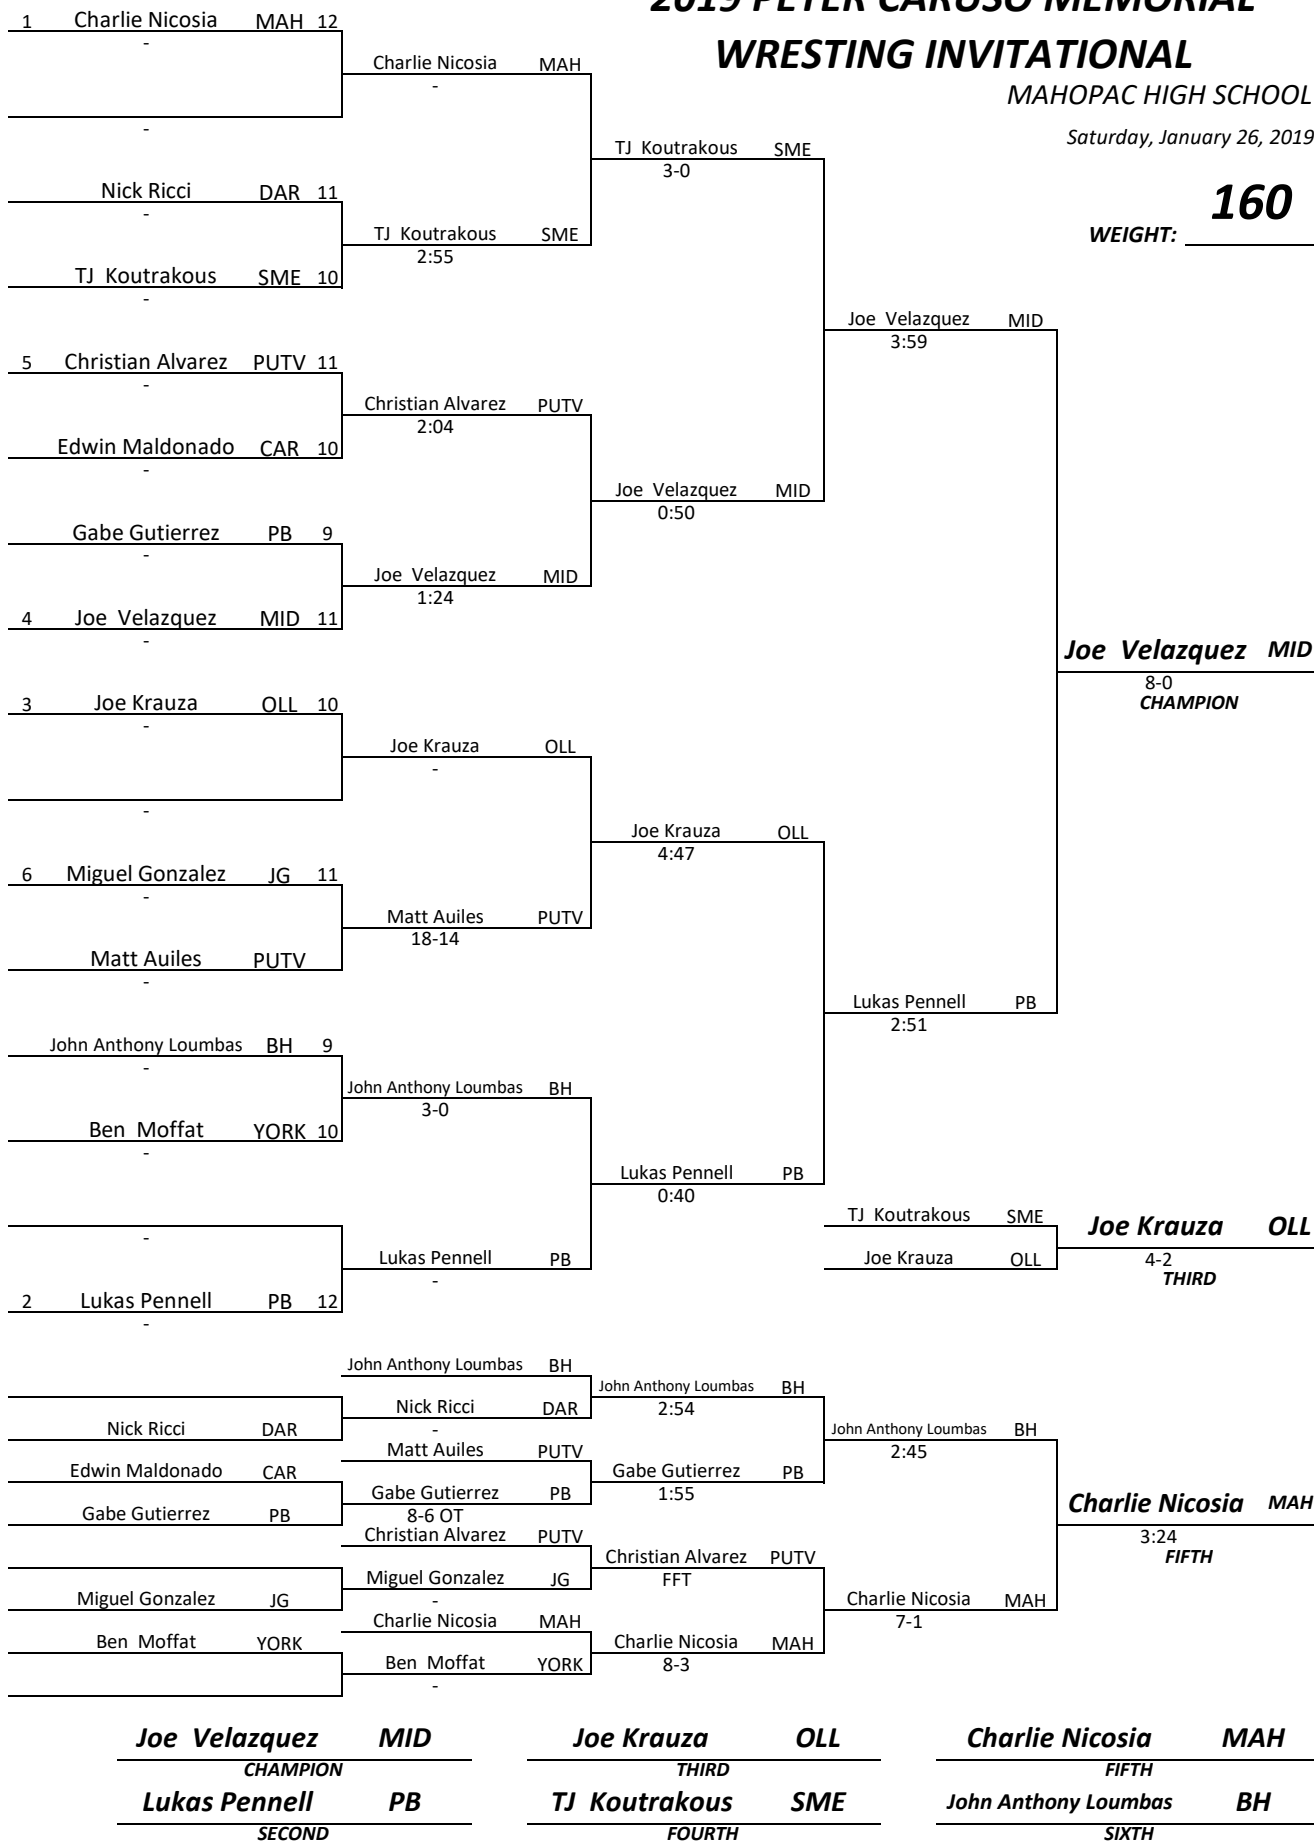 2019 PETER CARUSO MEMORIAL
WRESTING INVITATIONAL
MAHOPAC HIGH SCHOOL
Saturday, January 26, 2019
160
WEIGHT:
1 Charlie Nicosia MAH 12
-
-
Nick Ricci DAR 11
-
TJ Koutrakous SME 10
-
5 Christian Alvarez PUTV 11
-
Edwin Maldonado CAR 10
-
Gabe Gutierrez PB 9
-
4 Joe Velazquez MID 11
-
3 Joe Krauza OLL 10
-
-
6 Miguel Gonzalez JG 11
-
Matt Auiles PUTV
-
John Anthony Loumbas BH 9
-
Ben Moffat YORK 10
-
-
2 Lukas Pennell PB 12
-
Charlie Nicosia MAH
-
TJ Koutrakous SME
2:55
Christian Alvarez PUTV
2:04
Joe Velazquez MID
1:24
Joe Krauza OLL
-
Matt Auiles PUTV
18-14
John Anthony Loumbas BH
3-0
Lukas Pennell PB
-
TJ Koutrakous SME
3-0
Joe Velazquez MID
0:50
Joe Krauza OLL
4:47
Lukas Pennell PB
0:40
Joe Velazquez MID
3:59
Lukas Pennell PB
2:51
Joe Velazquez MID
8-0
CHAMPION
TJ Koutrakous SME
Joe Krauza OLL
Joe Krauza OLL
4-2
THIRD
Nick Ricci DAR
Edwin Maldonado CAR
Gabe Gutierrez PB
Miguel Gonzalez JG
Ben Moffat YORK
John Anthony Loumbas BH
Nick Ricci DAR
-
Matt Auiles PUTV
Gabe Gutierrez PB
8-6 OT
Christian Alvarez PUTV
Miguel Gonzalez JG
-
Charlie Nicosia MAH
Ben Moffat YORK
-
John Anthony Loumbas BH
2:54
Gabe Gutierrez PB
1:55
Christian Alvarez PUTV
FFT
Charlie Nicosia MAH
8-3
John Anthony Loumbas BH
2:45
Charlie Nicosia MAH
7-1
Charlie Nicosia MAH
3:24
FIFTH
Joe Velazquez MID
CHAMPION
Joe Krauza OLL
THIRD
Charlie Nicosia MAH
FIFTH
Lukas Pennell PB
SECOND
TJ Koutrakous SME
FOURTH
John Anthony Loumbas BH
SIXTH